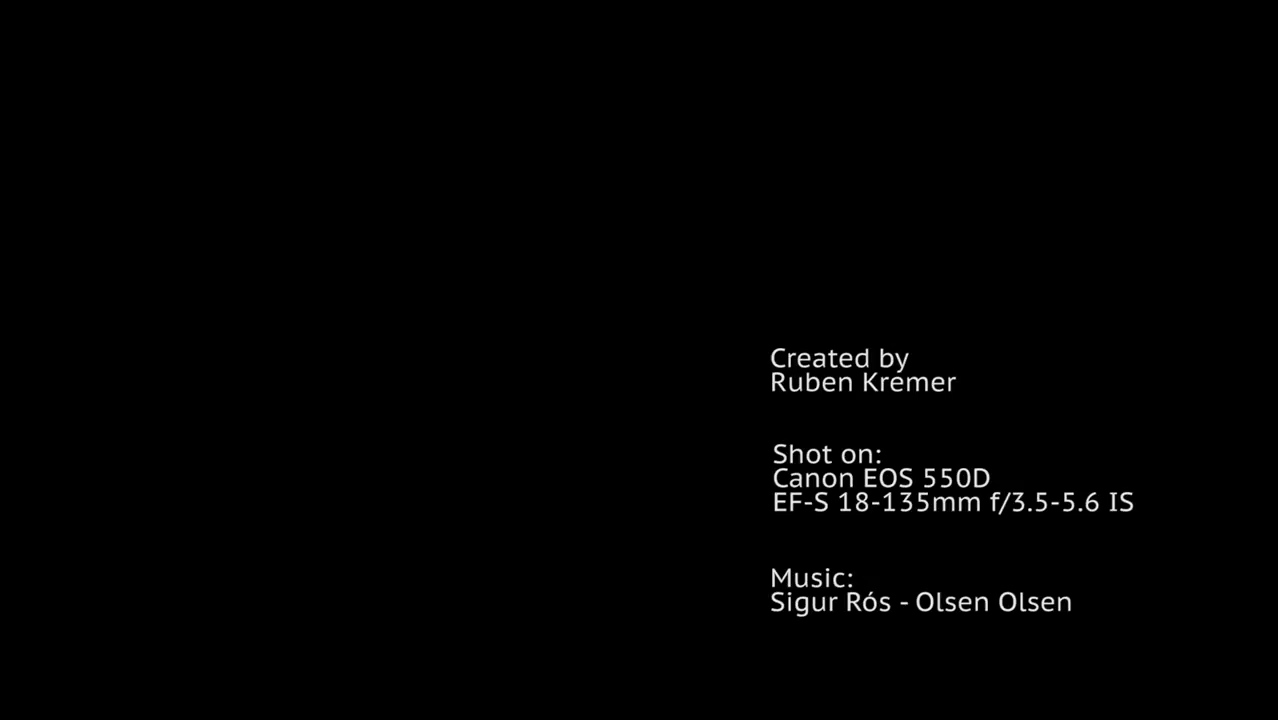 Created by
Ruben Kremer
Shot on:
Canon EOS 550D
EF-S 18-135mm f/3.5-5.6 IS
Music:
Sigur Rós - Olsen Olsen